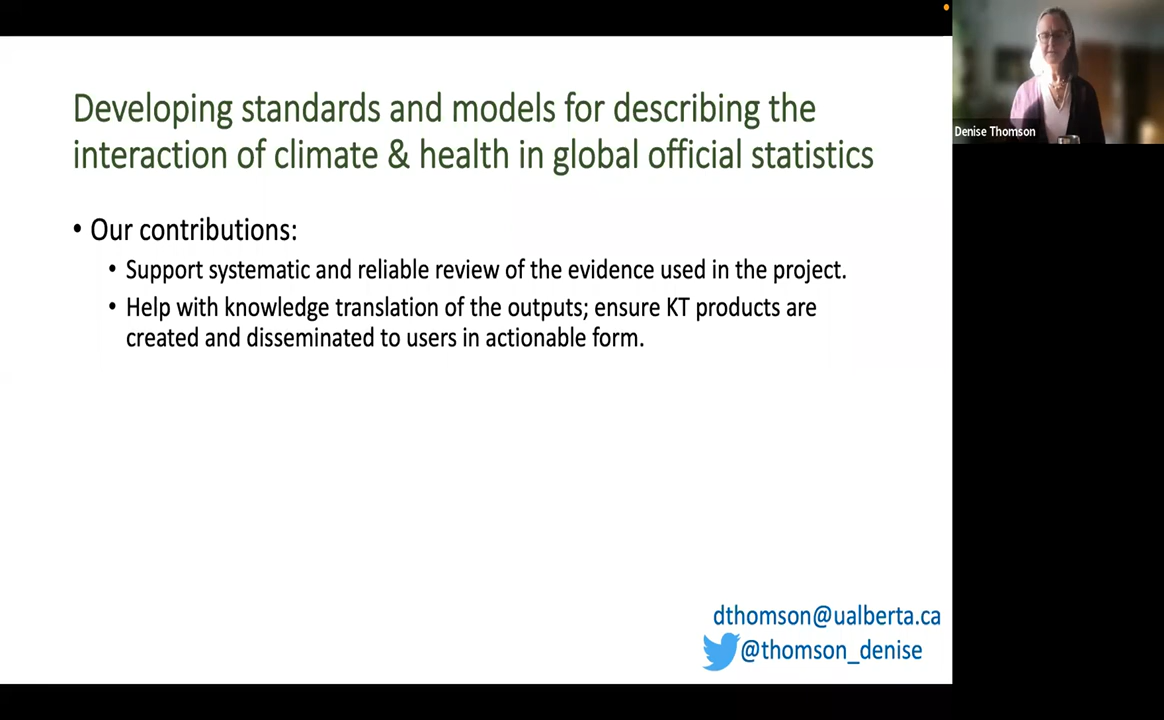 Developing standards and models for describing the
interaction of climate & health in global official statistics
• Our contributions:
• Support systematic and reliable review of the evidence used in the project.
• Help with knowledge translation of the outputs; ensure KT products are
created and disseminated to users in actionable form.
dthomson@ualberta.ca
@thomson_denise
Denise Thomson